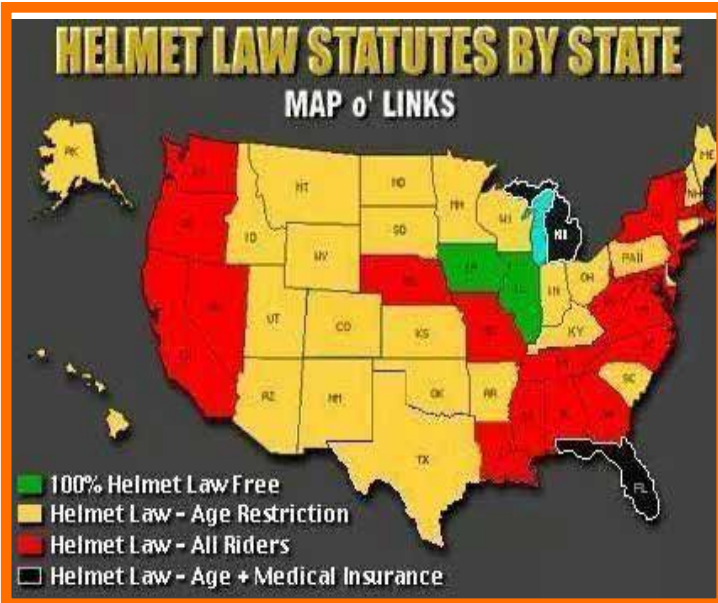 HELMET LAW STATUTES BY STATE
MAP o' LINKS
AK
ME
MT
ND
MN
ID
SD
WI
MI
WY
IA
OH
IN
UT
CO
KS
KY
AZ
NM
OK
AR
SC
TX
FL
100% Helmet Law Free
Helmet Law - Age Restriction
Helmet Law - All Riders
Helmet Law - Age + Medical Insurance